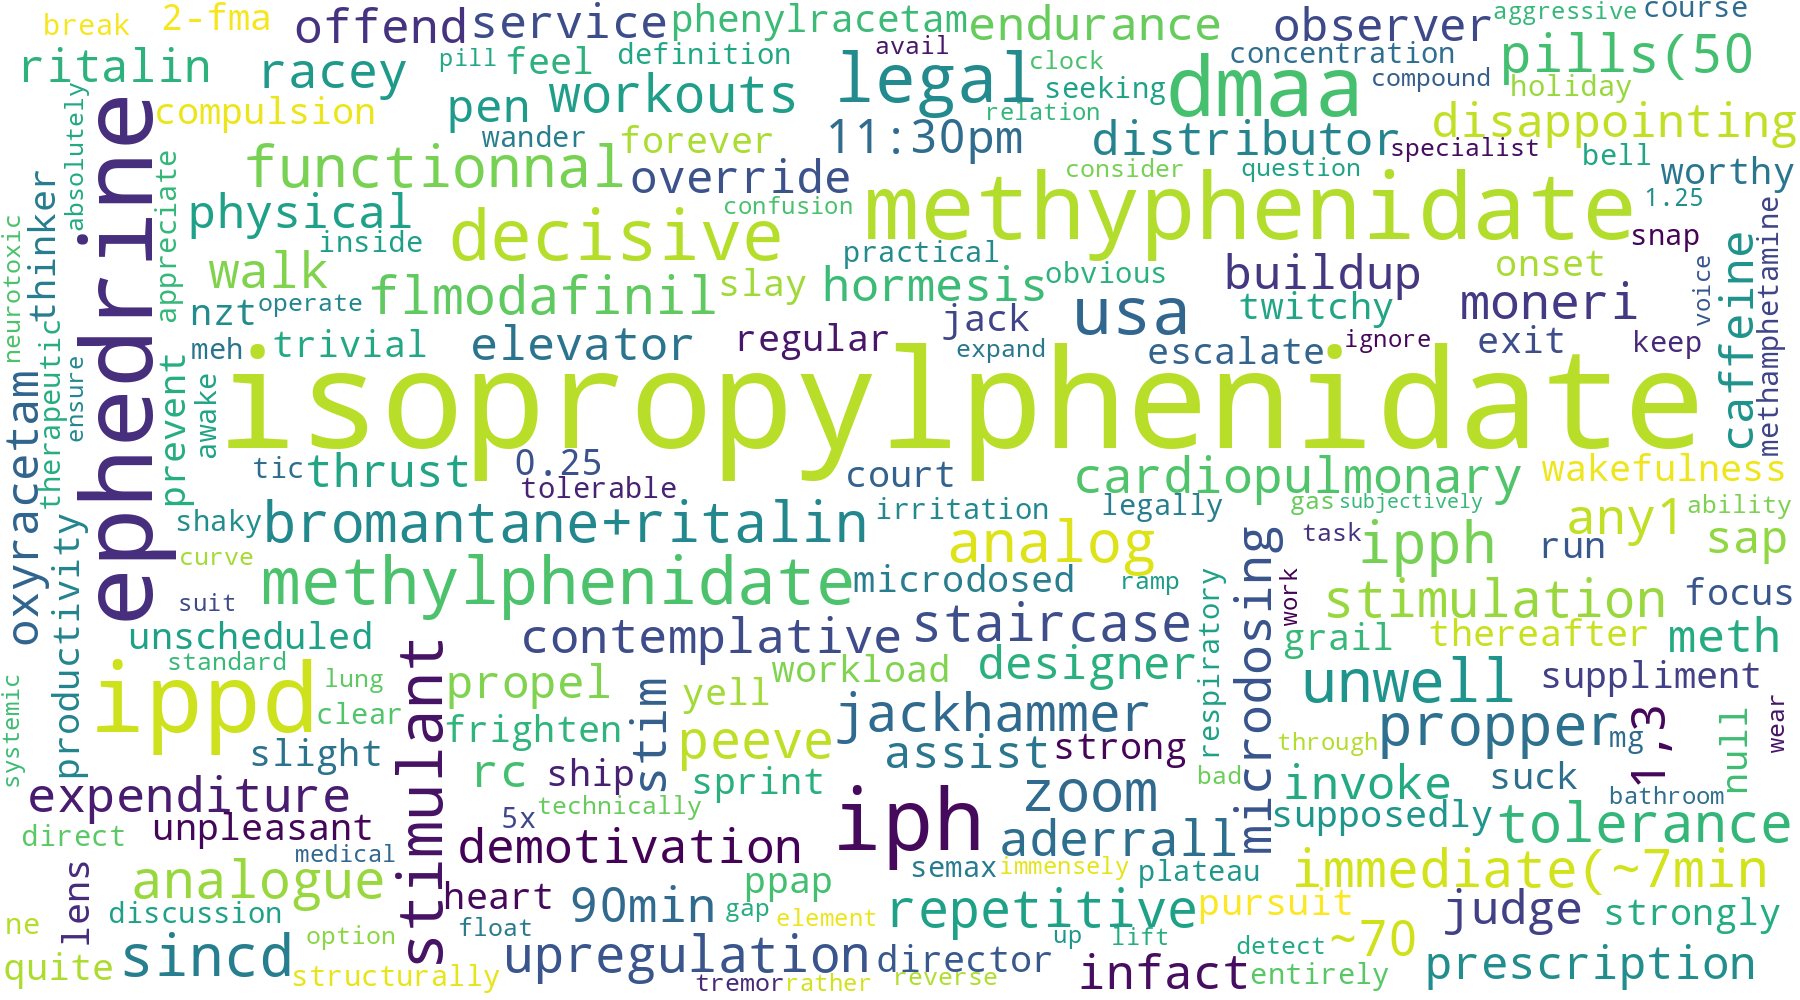 break 2-fma offend service phenylracetam endurance observer aggressive course
ritalin racey pill feel definition avail legal clock concentration pills(50
compulsion pen workouts seeking dmaa compound holiday
relation
absolutely wander forever 11:30pm distributor specialist disappointing
functionnal override consider question bell worthy
appreciate physical decisive confusion methyphenidate 1.25
neurotoxic thinker inside practical snap methamphetamine
walk flmodafinil slay hormesis obvious buildup onset voice caffeine
ephedrine nzt operate usa twitchy moneri
meh trivial elevator regular jack expand escalate ignore exit keep
therapeutic ensure prevent awake isopropylphenidate
oxyracetam tic thrust 0.25 court cardiopulmonary wakefulness
tolerable gas subjectively
productivity shaky bromantane+ritalin irritation legally any1 ability
curve analog task ipph run sap
methylphenidate microdosed ramp microdosing
suit work stimulation focus
unscheduled contemplative staircase respiratory grail thereafter meth
standard stimulant
ippd lung propel workload designer unwell suppliment
systemic clear stim yell jackhammer propper wear
slight frighten peeve assist strong through mg 1,3 null
expenditure rc ship sprint zoom bad invoke suck bathroom
direct unpleasant 5x technically iph supposedly tolerance
medical demotivation aderrall
analogue semax immensely plateau immediate(~7min
lens heart ppap
ne discussion 90min gap element repetitive pursuit judge strongly
float up lift ~70
quite sincd option upregulation director detect prescription
structurally tremor rather reverse infact entirely